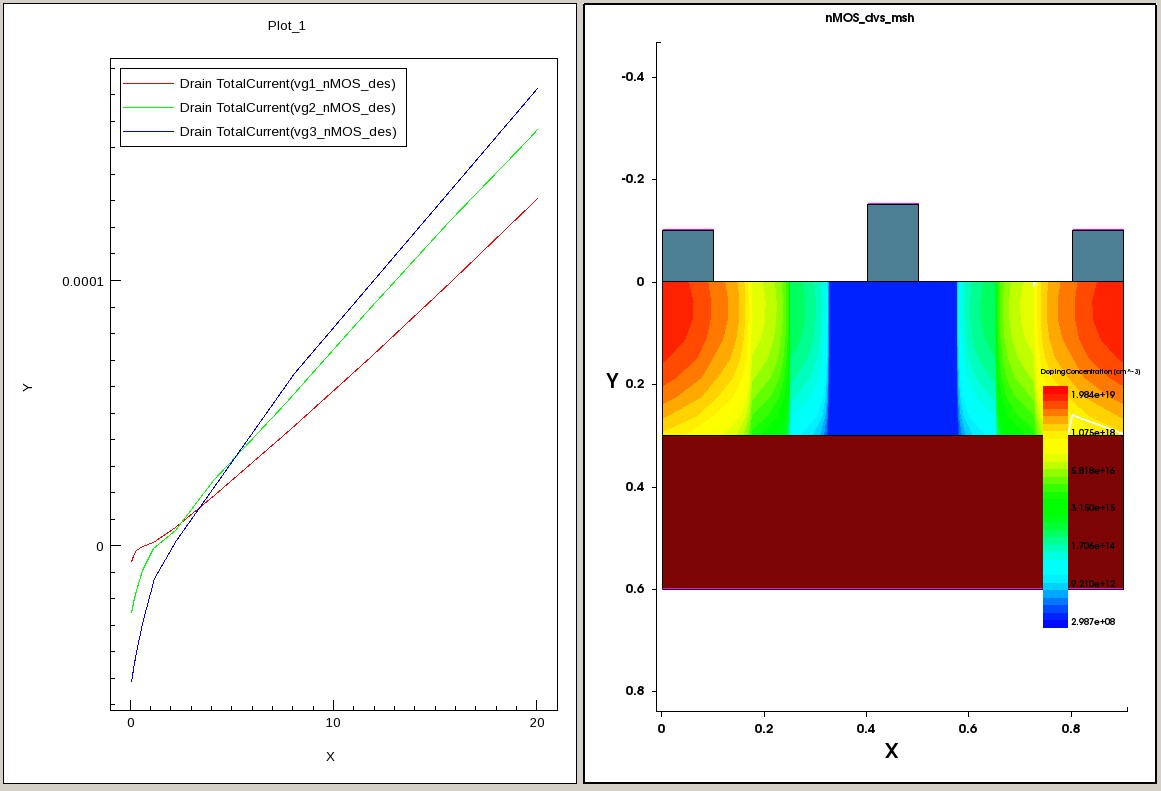 Plot_1
Drain TotalCurrent(vg1_nMOS_des)
Drain TotalCurrent(vg2_nMOS_des)
Drain TotalCurrent(vg3_nMOS_des)
0.0001
0
Y
0
10
20
X
nMOS_dvs_msh
-0.4
-0.2
0
0.2
0.4
0.6
0.8
Y
DopingConcentration (cm^-3)
1.984e+19
1.075e+18
5.818e+16
3.150e+15
1.706e+14
9.210e+12
2.987e+08
0
0.2
0.4
0.6
0.8
X